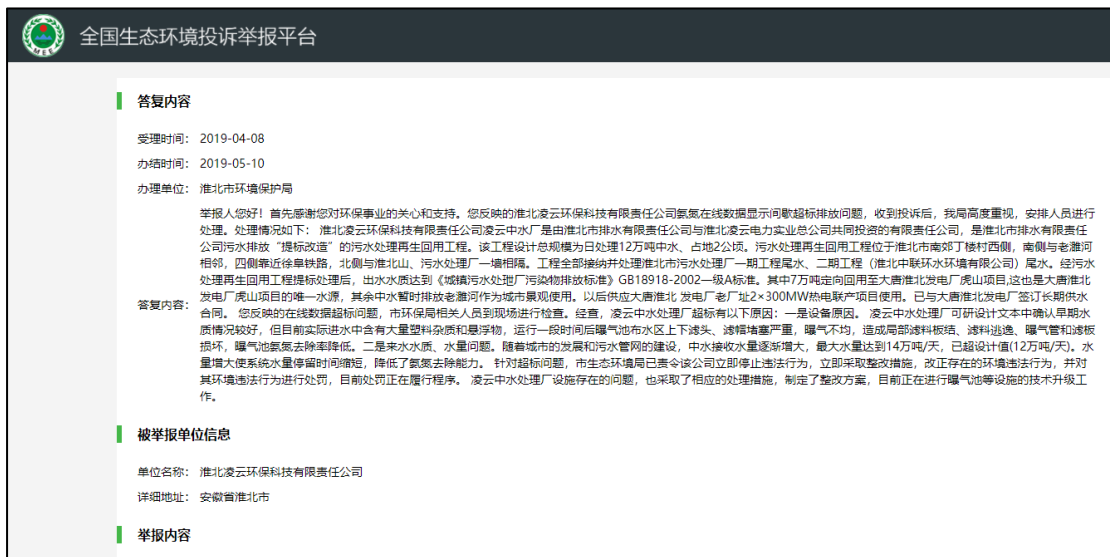 MEE
全国生态环境投诉举报平台
答复内容
受理时间： 2019-04-08
办结时间： 2019-05-10
办理单位： 淮北市环境保护局
举报人您好！首先感谢您对环保事业的关心和支持。您反映的淮北凌云环保科技有限责任公司氨氮在线数据显示间歇超标排放问题，收到投诉后，我局高度重视，安排人员进行
处理。处理情况如下： 淮北凌云环保科技有限责任公司凌云中水厂是由淮北市排水有限责任公司与淮北凌云电力实业总公司共同投资的有限责任公司，是淮北市排水有限责任
公司污水排放“提标改造”的污水处理再生回用工程。该工程设计总规模为日处理12万吨中水、占地2公顷。污水处理再生回用工程位于淮北市南郊丁楼村西侧，南侧与老濉河
相邻，四侧靠近徐阜铁路，北侧与淮北山、污水处理厂一墙相隔。工程全部接纳并处理淮北市污水处理厂一期工程尾水、二期工程（淮北中联环水环境有限公司）尾水。经污水
处理再生回用工程提标处理后，出水水质达到《城镇污水处理厂污染物排放标准》GB18918-2002一级A标准。其中7万吨定向回用至大唐淮北发电厂虎山项目,这也是大唐淮北
发电厂虎山项目的唯一水源，其余中水暂时排放老濉河作为城市景观使用。以后供应大唐淮北 发电厂老厂址2×300MW热电联产项目使用。已与大唐淮北发电厂签订长期供水
答复内容： 合同。 您反映的在线数据超标问题，市环保局相关人员到现场进行检查。经查，凌云中水处理厂超标有以下原因：一是设备原因。 凌云中水处理厂可研设计文本中确认早期水
质情况较好，但目前实际进水中含有大量塑料杂质和悬浮物，运行一段时间后曝气池布水区上下滤头、滤帽堵塞严重，曝气不均，造成局部滤料板结、滤料逃逸、曝气管和滤板
损坏，曝气池氨氮去除率降低。二是来水水质、水量问题。随着城市的发展和污水管网的建设，中水接收水量逐渐增大，最大水量达到14万吨/天，已超设计值(12万吨/天)。水
量增大使系统水量停留时间缩短，降低了氨氮去除能力。 针对超标问题，市生态环境局已责令该公司立即停止违法行为，立即采取整改措施，改正存在的环境违法行为，并对
其环境违法行为进行处罚，目前处罚正在履行程序。 凌云中水处理厂设施存在的问题，也采取了相应的处理措施，制定了整改方案，目前正在进行曝气池等设施的技术升级工
作。
被举报单位信息
单位名称： 淮北凌云环保科技有限责任公司
详细地址： 安徽省淮北市
举报内容